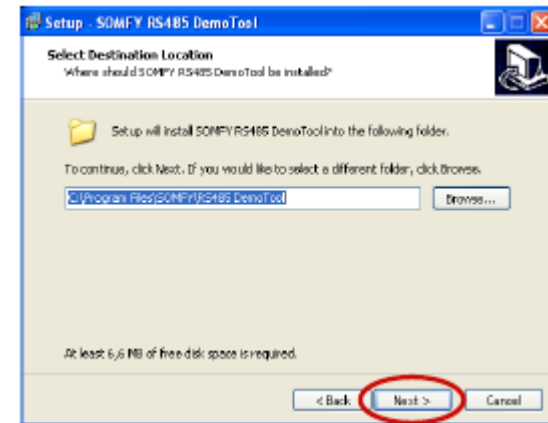 Setup - SOMFY RS485 DemoTool
Select Destination Location
Where should SOMFY RS485 DemoTool be installed?
Setup will install SOMFY RS485 DemoTool into the following folder.
To continue, click Next. If you would like to select a different folder, click Browse.
C:\Program Files\SOMFY\RS485 DemoTool
Browse...
At least 6,6 MB of free disk space is required.
< Back
Next >
Cancel